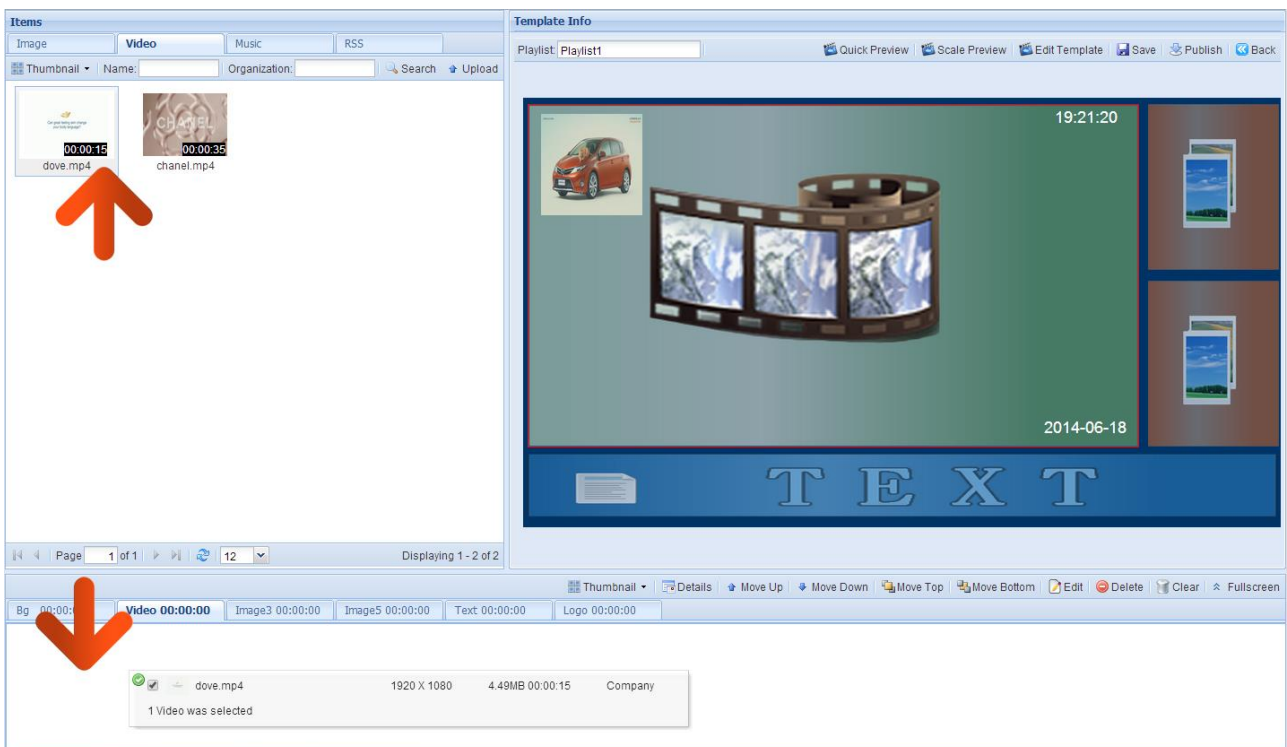 Items
Image Video Music RSS
Thumbnail Name: Organization: Search Upload
CHANEL
00:00:15 00:00:35
dove.mp4 chanel.mp4
Page 1 of 1 12 Displaying 1 - 2 of 2
Template Info
Playlist: Playlist1 Quick Preview Scale Preview Edit Template Save Publish Back
19:21:20
2014-06-18
TEXT
Thumbnail Details Move Up Move Down Move Top Move Bottom Edit Delete Clear Fullscreen
Bg Video 00:00:00 Image3 00:00:00 Image5 00:00:00 Text 00:00:00 Logo 00:00:00
dove.mp4 1920 X 1080 4.49MB 00:00:15 Company
1 Video was selected